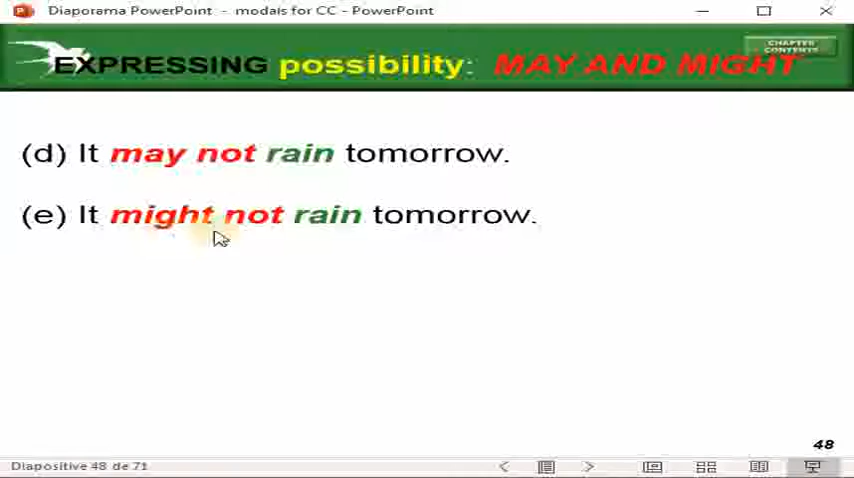 Diaporama PowerPoint - modals for CC - PowerPoint
CHAPTER
CONTENTS
EXPRESSING possibility: MAY AND MIGHT
(d) It may not rain tomorrow.
(e) It might not rain tomorrow.
48
Diapositive 48 de 71